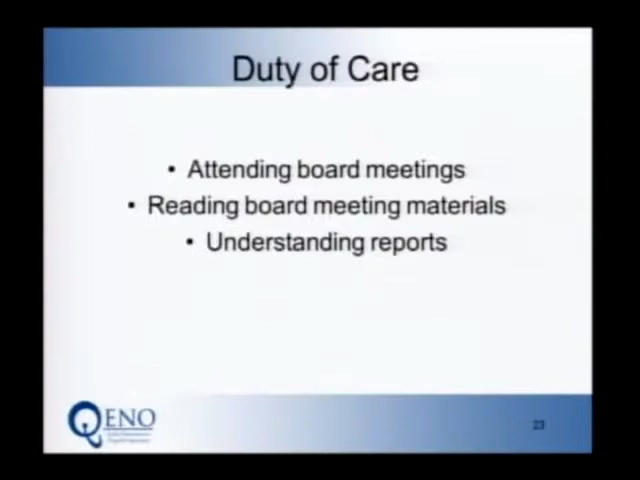 Duty of Care
• Attending board meetings
• Reading board meeting materials
• Understanding reports
QENO
23